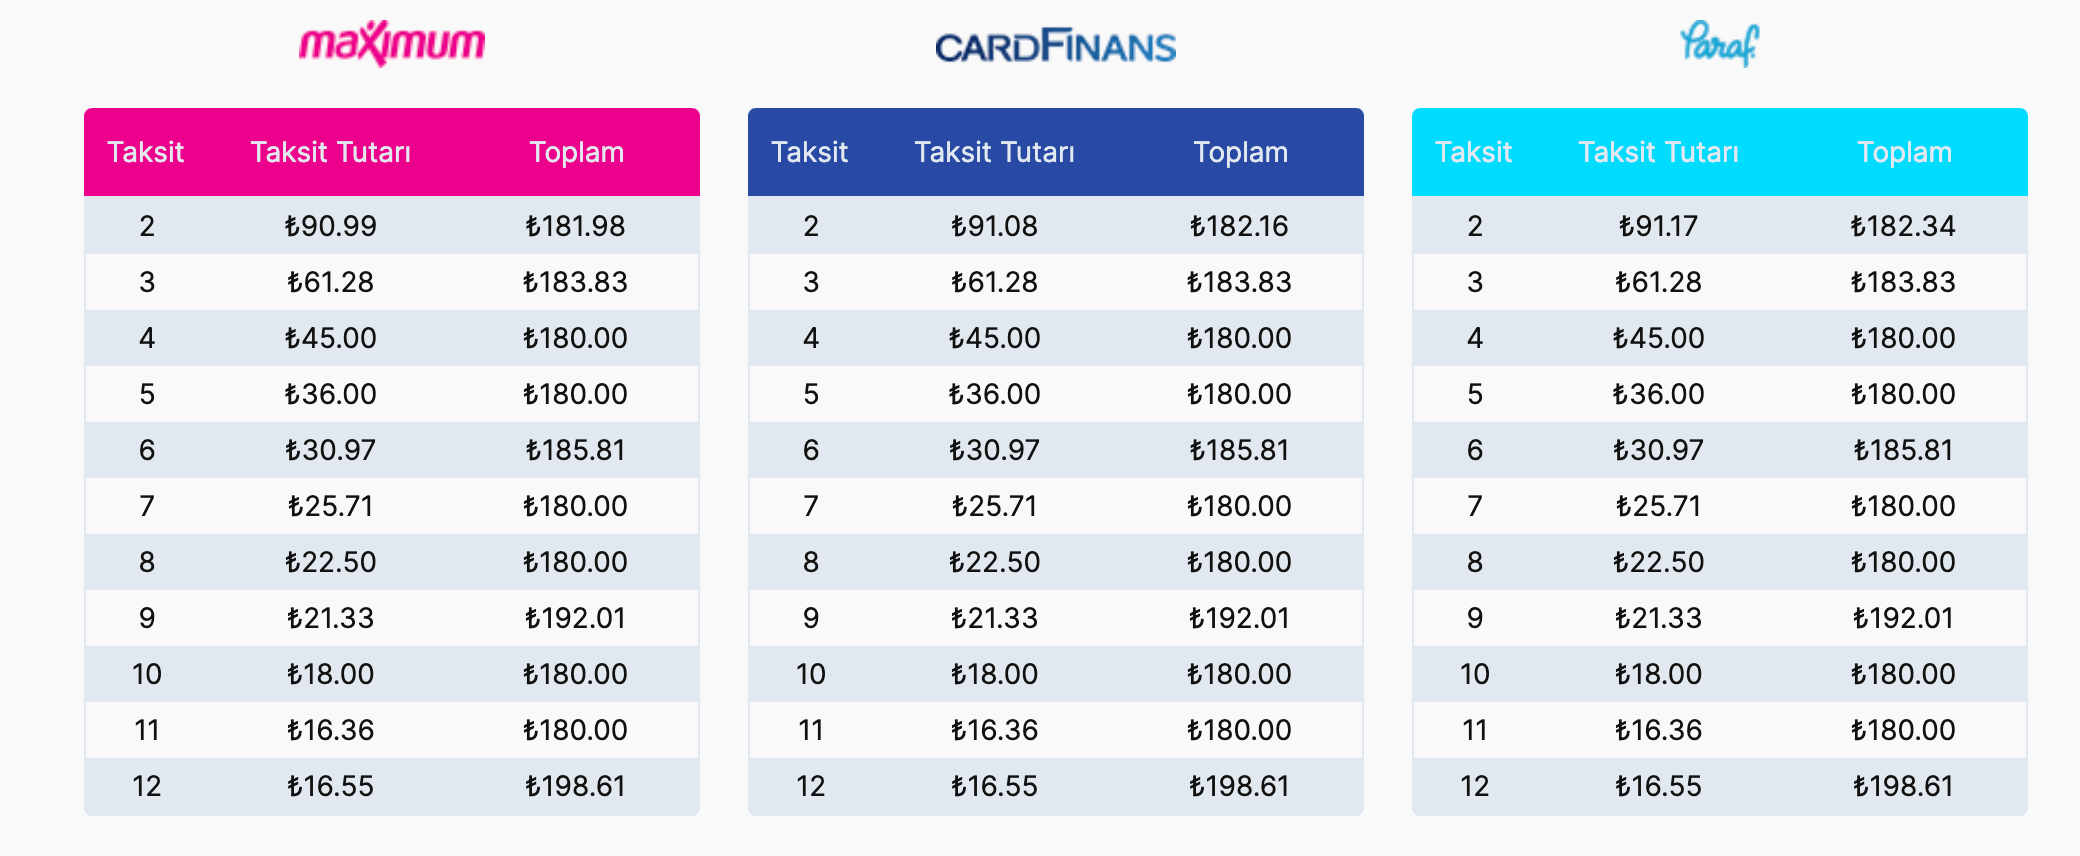 maximum
CARDFINANS
Paraf
Taksit Taksit Tutarı Toplam
2 ₺90.99 ₺181.98
3 ₺61.28 ₺183.83
4 ₺45.00 ₺180.00
5 ₺36.00 ₺180.00
6 ₺30.97 ₺185.81
7 ₺25.71 ₺180.00
8 ₺22.50 ₺180.00
9 ₺21.33 ₺192.01
10 ₺18.00 ₺180.00
11 ₺16.36 ₺180.00
12 ₺16.55 ₺198.61
Taksit Taksit Tutarı Toplam
2 ₺91.08 ₺182.16
3 ₺61.28 ₺183.83
4 ₺45.00 ₺180.00
5 ₺36.00 ₺180.00
6 ₺30.97 ₺185.81
7 ₺25.71 ₺180.00
8 ₺22.50 ₺180.00
9 ₺21.33 ₺192.01
10 ₺18.00 ₺180.00
11 ₺16.36 ₺180.00
12 ₺16.55 ₺198.61
Taksit Taksit Tutarı Toplam
2 ₺91.17 ₺182.34
3 ₺61.28 ₺183.83
4 ₺45.00 ₺180.00
5 ₺36.00 ₺180.00
6 ₺30.97 ₺185.81
7 ₺25.71 ₺180.00
8 ₺22.50 ₺180.00
9 ₺21.33 ₺192.01
10 ₺18.00 ₺180.00
11 ₺16.36 ₺180.00
12 ₺16.55 ₺198.61